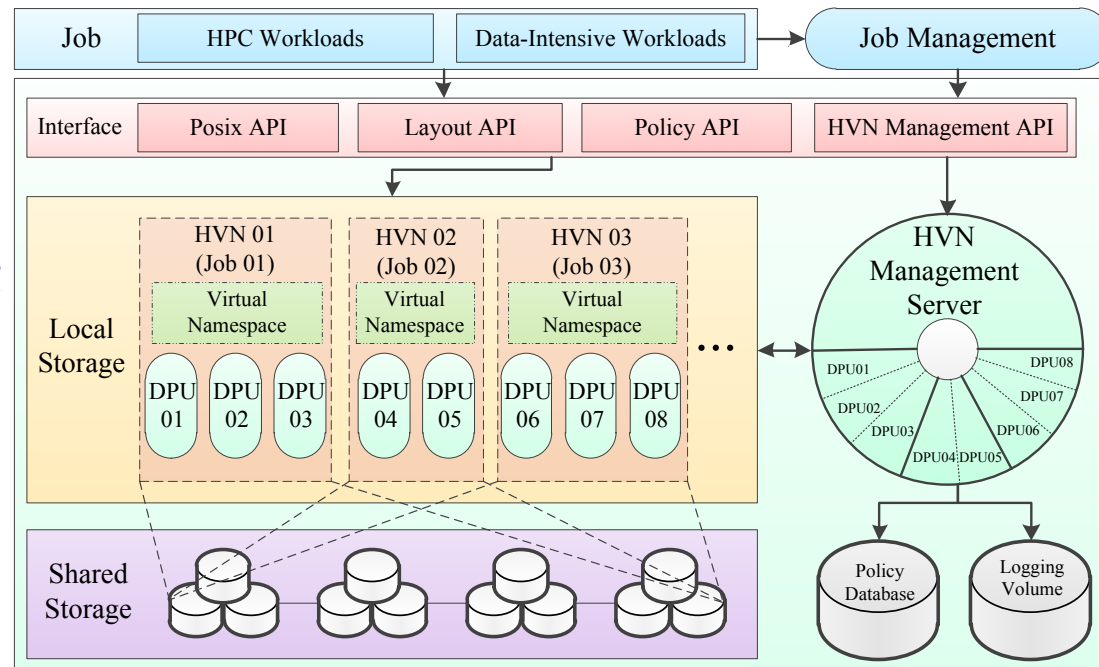 Job
HPC Workloads
Data-Intensive Workloads
Job Management
Interface
Posix API
Layout API
Policy API
HVN Management API
Local
Storage
HVN 01
(Job 01)
Virtual
Namespace
DPU
01
DPU
02
DPU
03
HVN 02
(Job 02)
Virtual
Namespace
DPU
04
DPU
05
HVN 03
(Job 03)
Virtual
Namespace
DPU
06
DPU
07
DPU
08
...
HVN
Management
Server
DPU01
DPU02
DPU03
DPU04
DPU05
DPU06
DPU07
DPU08
Shared
Storage
Policy
Database
Logging
Volume